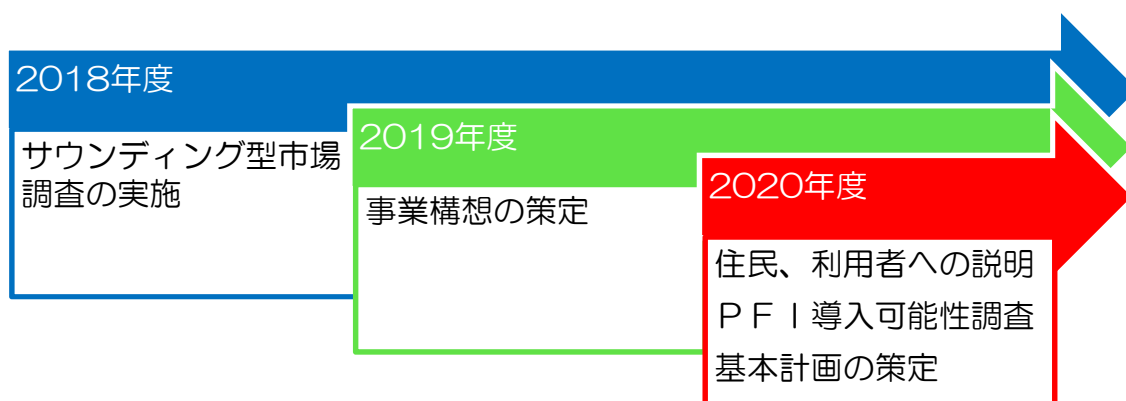 2018年度
サウンディング型市場
調査の実施
2019年度
事業構想の策定
2020年度
住民、利用者への説明
ＰＦＩ導入可能性調査
基本計画の策定